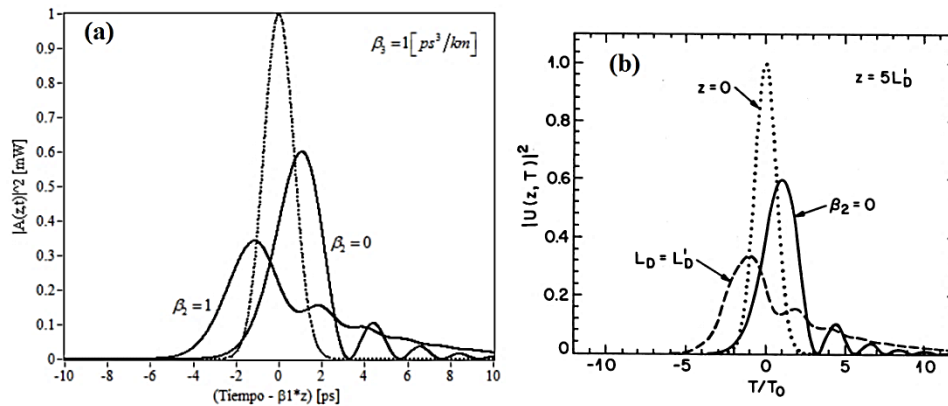 (a)
β₃ = 1 [ps³/km]
|A(z,t)|^2 [mW]
1
0.9
0.8
0.7
0.6
0.5
0.4
0.3
0.2
0.1
0
β₂ = 0
β₂ = 1
-10 -8 -6 -4 -2 0 2 4 6 8 10
(Tiempo - β1*z) [ps]
(b)
z = 5L'D
z = 0
|U(z, T)|²
1.0
0.8
0.6
0.4
0.2
0
β₂ = 0
LD = L'D
-10 -5 0 5 10
T/T₀